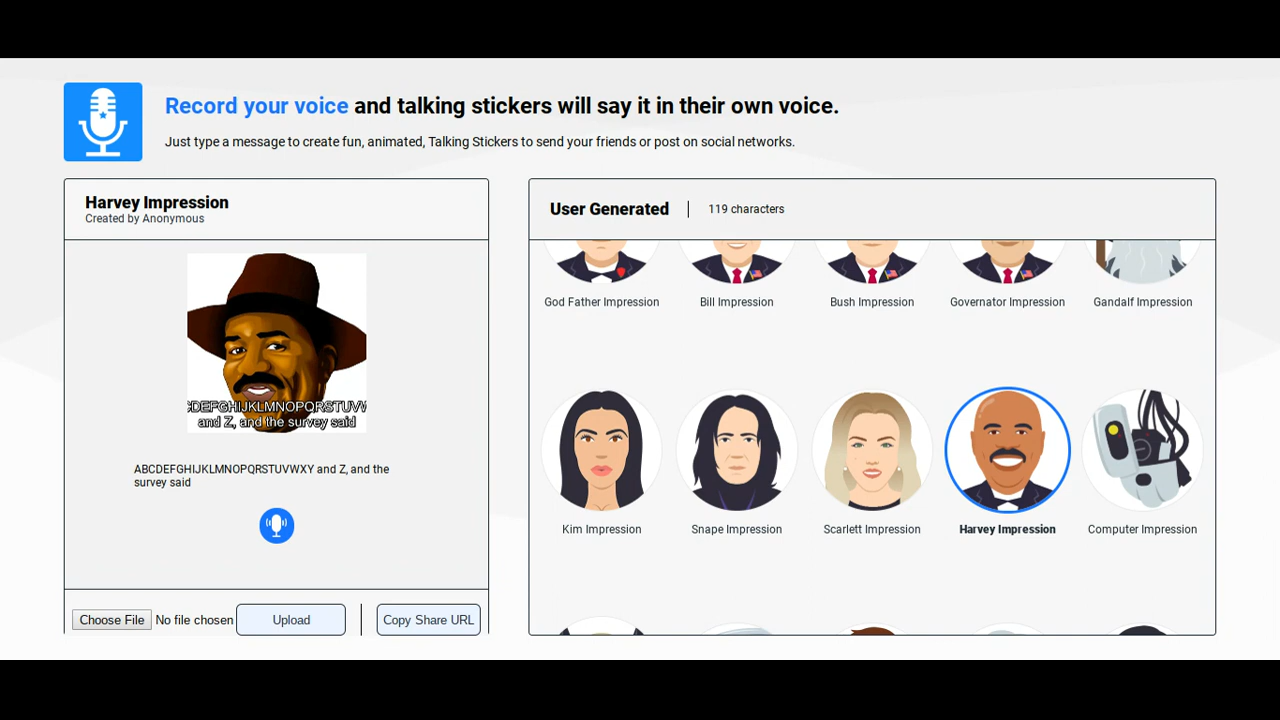 Record your voice and talking stickers will say it in their own voice.
Just type a message to create fun, animated, Talking Stickers to send your friends or post on social networks.
Harvey Impression
Created by Anonymous
CDEFGHIJKLMNOPQRSTUVV
and Z, and the survey said
ABCDEFGHIJKLMNOPQRSTUVWXY and Z, and the
survey said
Choose File No file chosen Upload Copy Share URL
User Generated 119 characters
God Father Impression Bill Impression Bush Impression Governator Impression Gandalf Impression
Kim Impression Snape Impression Scarlett Impression Harvey Impression Computer Impression